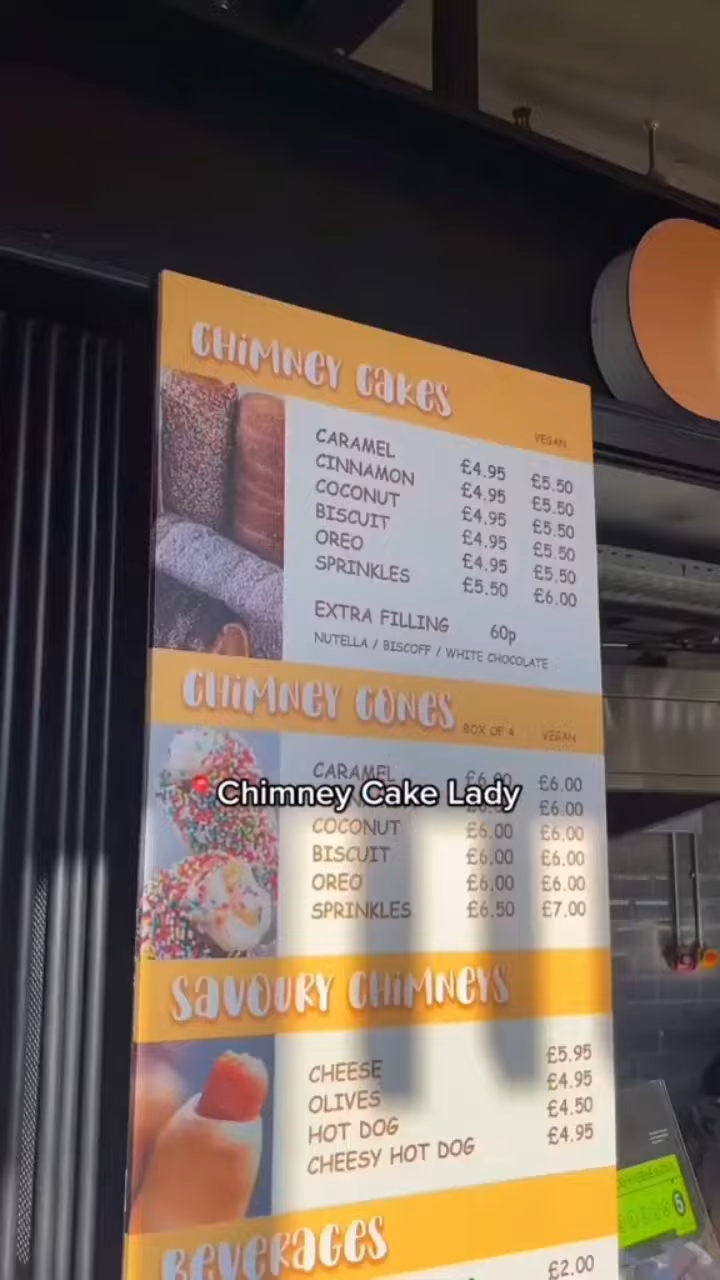 CHIMNEY CAKES
VEGAN
CARAMEL £4.95 £5.50
CINNAMON £4.95 £5.50
COCONUT £4.95 £5.50
BISCUIT £4.95 £5.50
OREO £4.95 £5.50
SPRINKLES £5.50 £6.00
EXTRA FILLING 60p
NUTELLA / BISCOFF / WHITE CHOCOLATE
CHIMNEY CONES
BOX OF 4 VEGAN
CARAMEL £6.00 £6.00
Chimney Cake Lady
£6.00
COCONUT £6.00 £6.00
BISCUIT £6.00 £6.00
OREO £6.00 £6.00
SPRINKLES £6.50 £7.00
SAVOURY CHIMNEYS
CHEESE £5.95
OLIVES £4.95
HOT DOG £4.50
CHEESY HOT DOG £4.95
BEVERAGES
£2.00
5